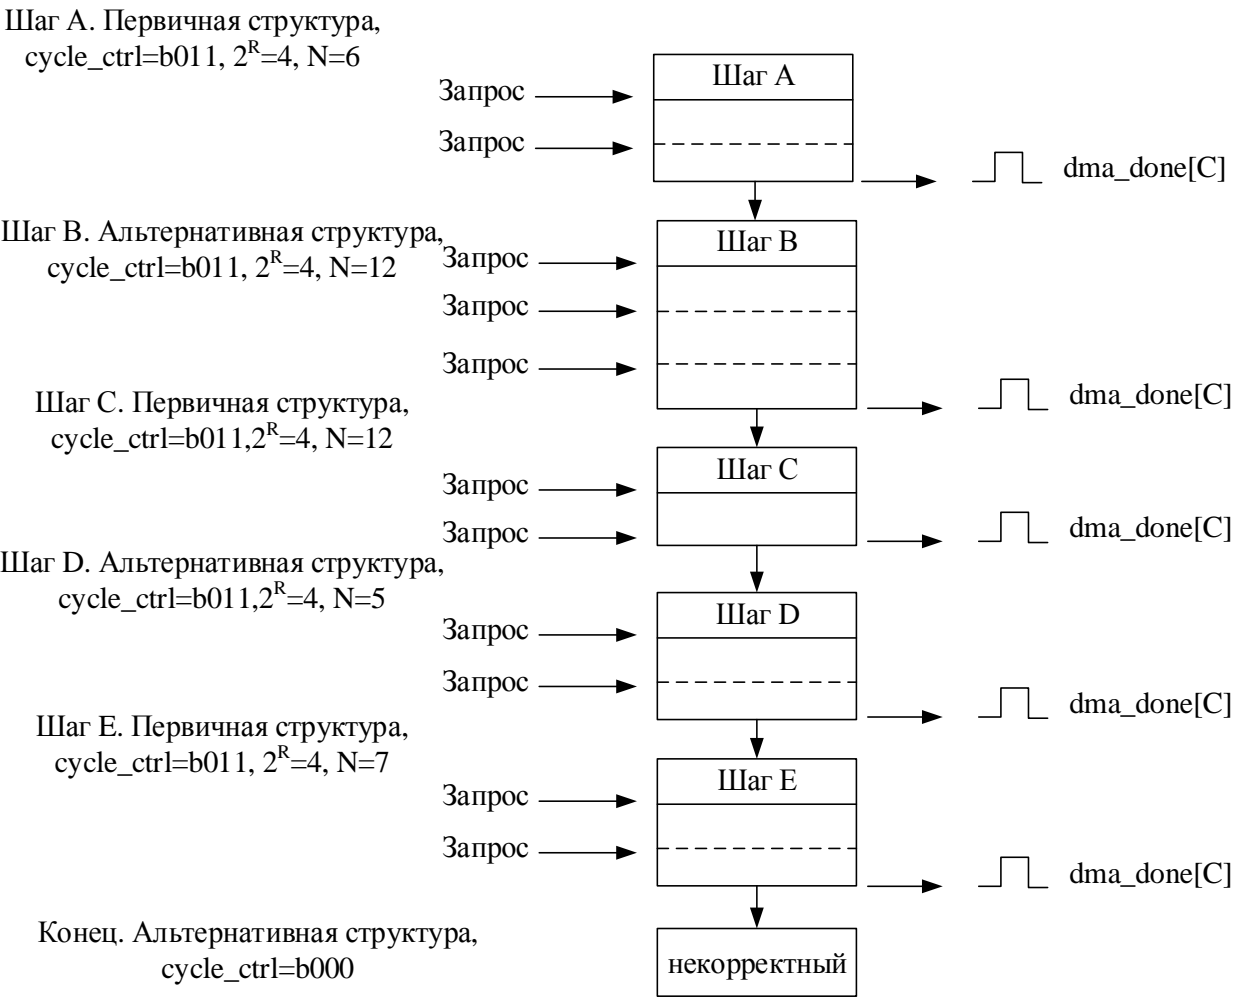 Шаг A. Первичная структура,
cycle_ctrl=b011, 2^R=4, N=6
Шаг A
Запрос
Запрос
dma_done[C]
Шаг B. Альтернативная структура,
cycle_ctrl=b011, 2^R=4, N=12
Шаг B
Запрос
Запрос
Запрос
dma_done[C]
Шаг C. Первичная структура,
cycle_ctrl=b011,2^R=4, N=12
Шаг C
Запрос
Запрос
dma_done[C]
Шаг D. Альтернативная структура,
cycle_ctrl=b011,2^R=4, N=5
Шаг D
Запрос
Запрос
dma_done[C]
Шаг E. Первичная структура,
cycle_ctrl=b011, 2^R=4, N=7
Шаг E
Запрос
Запрос
dma_done[C]
Конец. Альтернативная структура,
cycle_ctrl=b000
некорректный